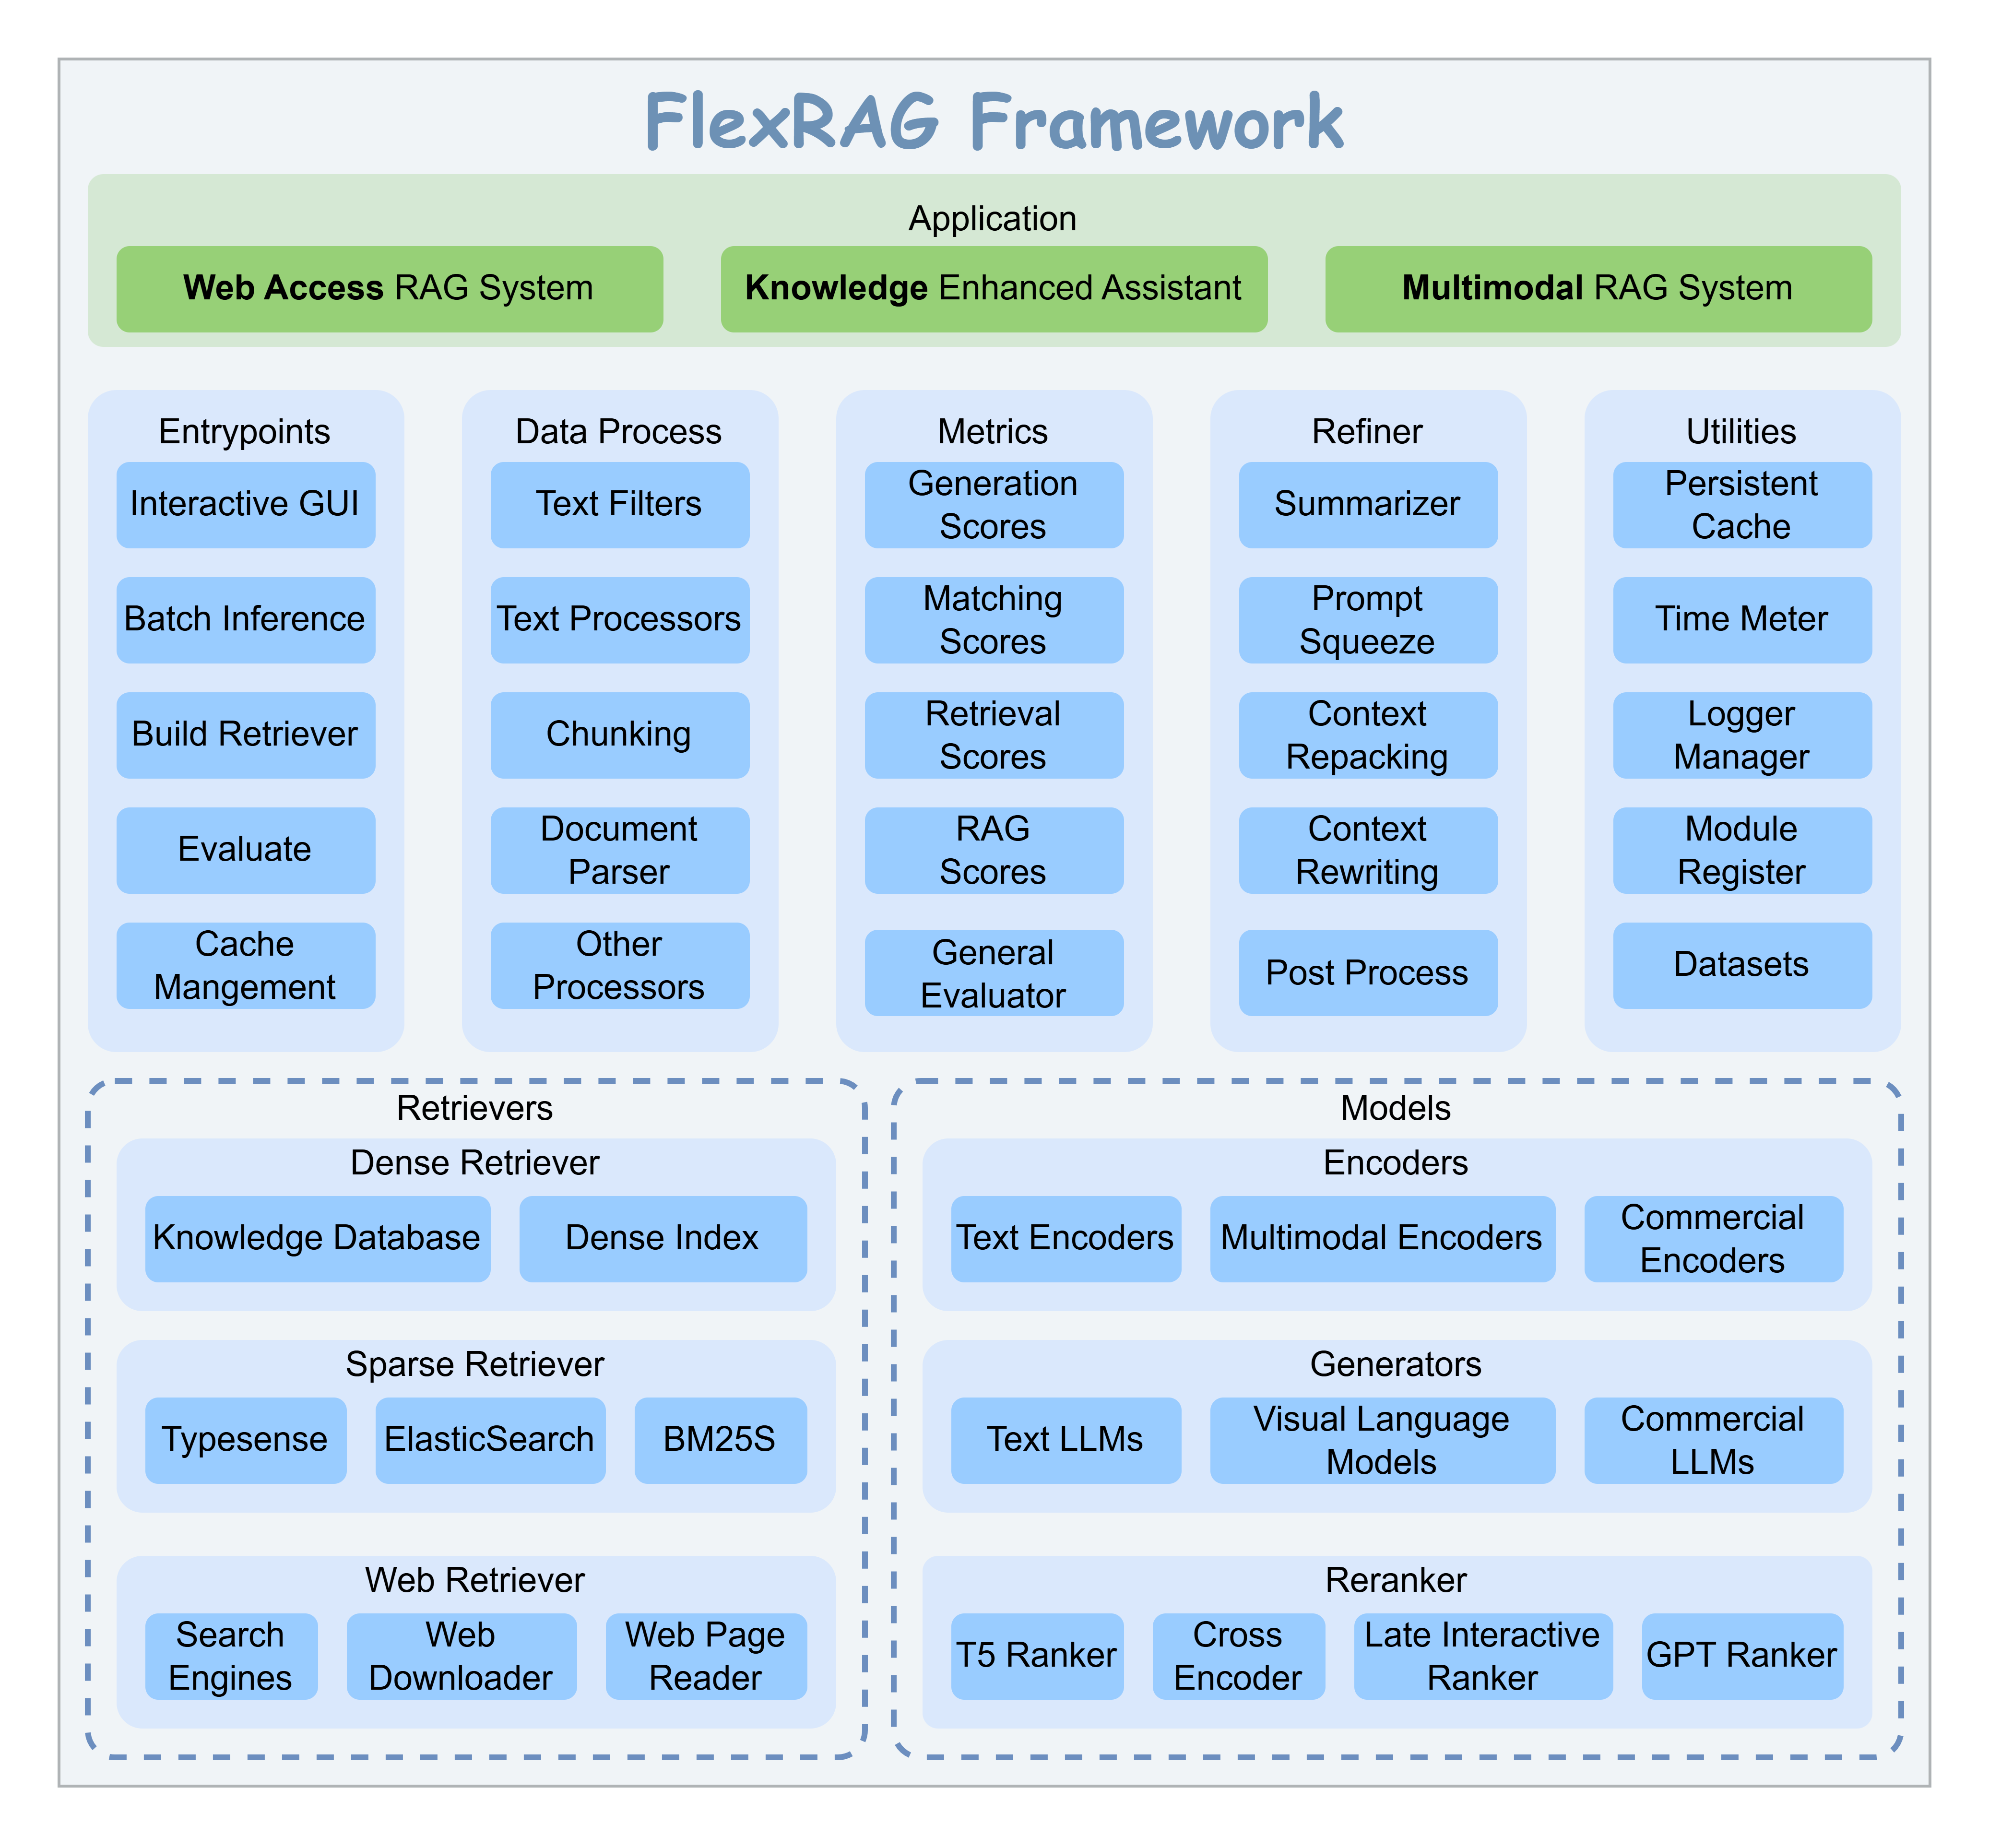 FlexRAG Framework
Application
Web Access RAG System
Knowledge Enhanced Assistant
Multimodal RAG System
Entrypoints
Interactive GUI
Batch Inference
Build Retriever
Evaluate
Cache
Mangement
Data Process
Text Filters
Text Processors
Chunking
Document
Parser
Other
Processors
Metrics
Generation
Scores
Matching
Scores
Retrieval
Scores
RAG
Scores
General
Evaluator
Refiner
Summarizer
Prompt
Squeeze
Context
Repacking
Context
Rewriting
Post Process
Utilities
Persistent
Cache
Time Meter
Logger
Manager
Module
Register
Datasets
Retrievers
Dense Retriever
Knowledge Database
Dense Index
Sparse Retriever
Typesense
ElasticSearch
BM25S
Web Retriever
Search
Engines
Web
Downloader
Web Page
Reader
Models
Encoders
Text Encoders
Multimodal Encoders
Commercial
Encoders
Generators
Text LLMs
Visual Language
Models
Commercial
LLMs
Reranker
T5 Ranker
Cross
Encoder
Late Interactive
Ranker
GPT Ranker